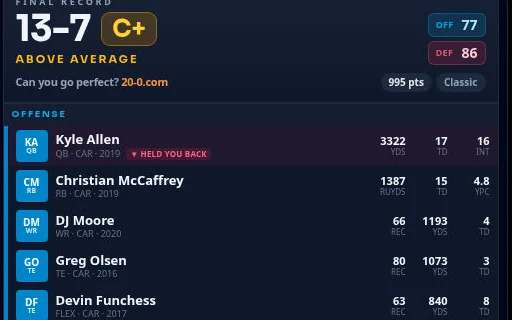 FINAL RECORD
13-7 C+
OFF 77
DEF 86
ABOVE AVERAGE
Can you go perfect? 20-0.com
995 pts Classic
OFFENSE
KA
QB
Kyle Allen
QB · CAR · 2019 ▼ HELD YOU BACK
3322 17 16
YDS TD INT
CM
RB
Christian McCaffrey
RB · CAR · 2019
1387 15 4.8
RUYDS TD YPC
DM
WR
DJ Moore
WR · CAR · 2020
66 1193 4
REC YDS TD
GO
TE
Greg Olsen
TE · CAR · 2016
80 1073 3
REC YDS TD
DF
TE
Devin Funchess
FLEX · CAR · 2017
63 840 8
REC YDS TD